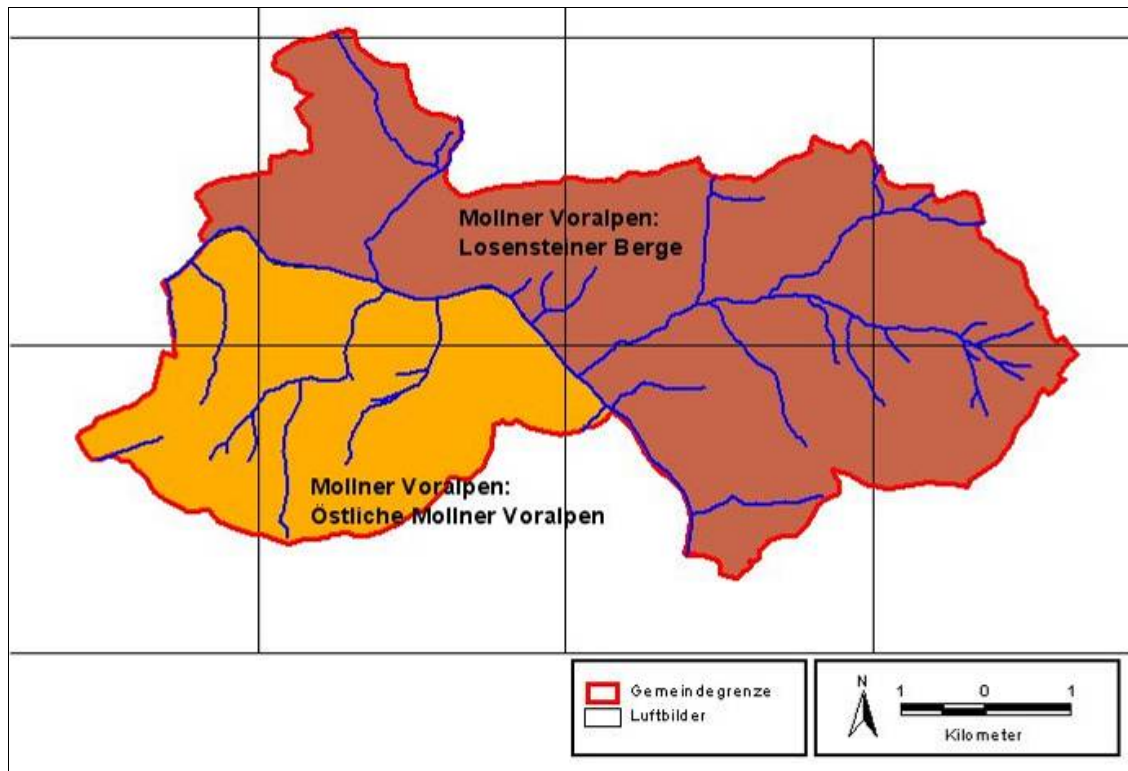 Mollner Voralpen:
Losensteiner Berge
Mollner Voralpen:
Östliche Mollner Voralpen
Gemeindegrenze
Luftbilder
N
1 0 1
Kilometer